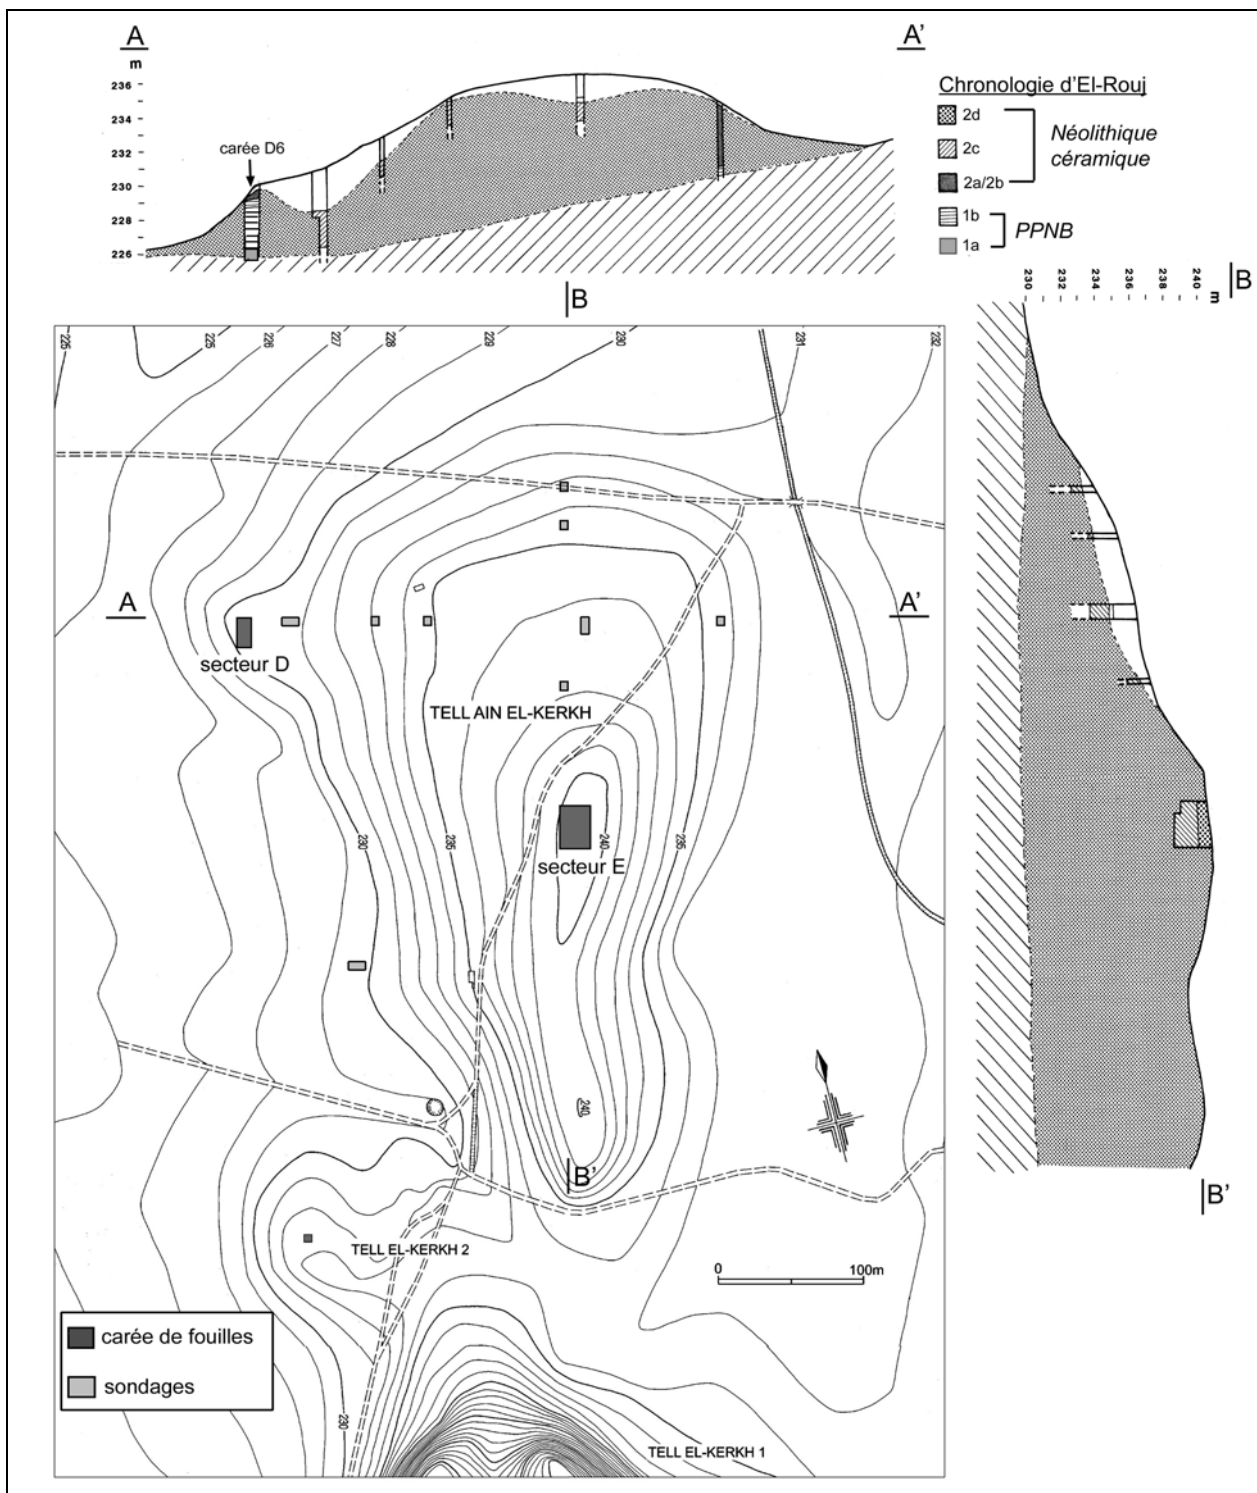 A
A'
m
236
234
232
230
228
226
carée D6
Chronologie d'El-Rouj
2d
2c
2a/2b
Néolithique
céramique
1b
1a
PPNB
B
230
232
234
236
238
240
m
B
225
225
226
227
228
229
230
231
232
A
A'
secteur D
TELL AIN EL-KERKH
230
235
240
235
secteur E
240
B'
B'
TELL EL-KERKH 2
0
100m
carée de fouilles
sondages
230
TELL EL-KERKH 1